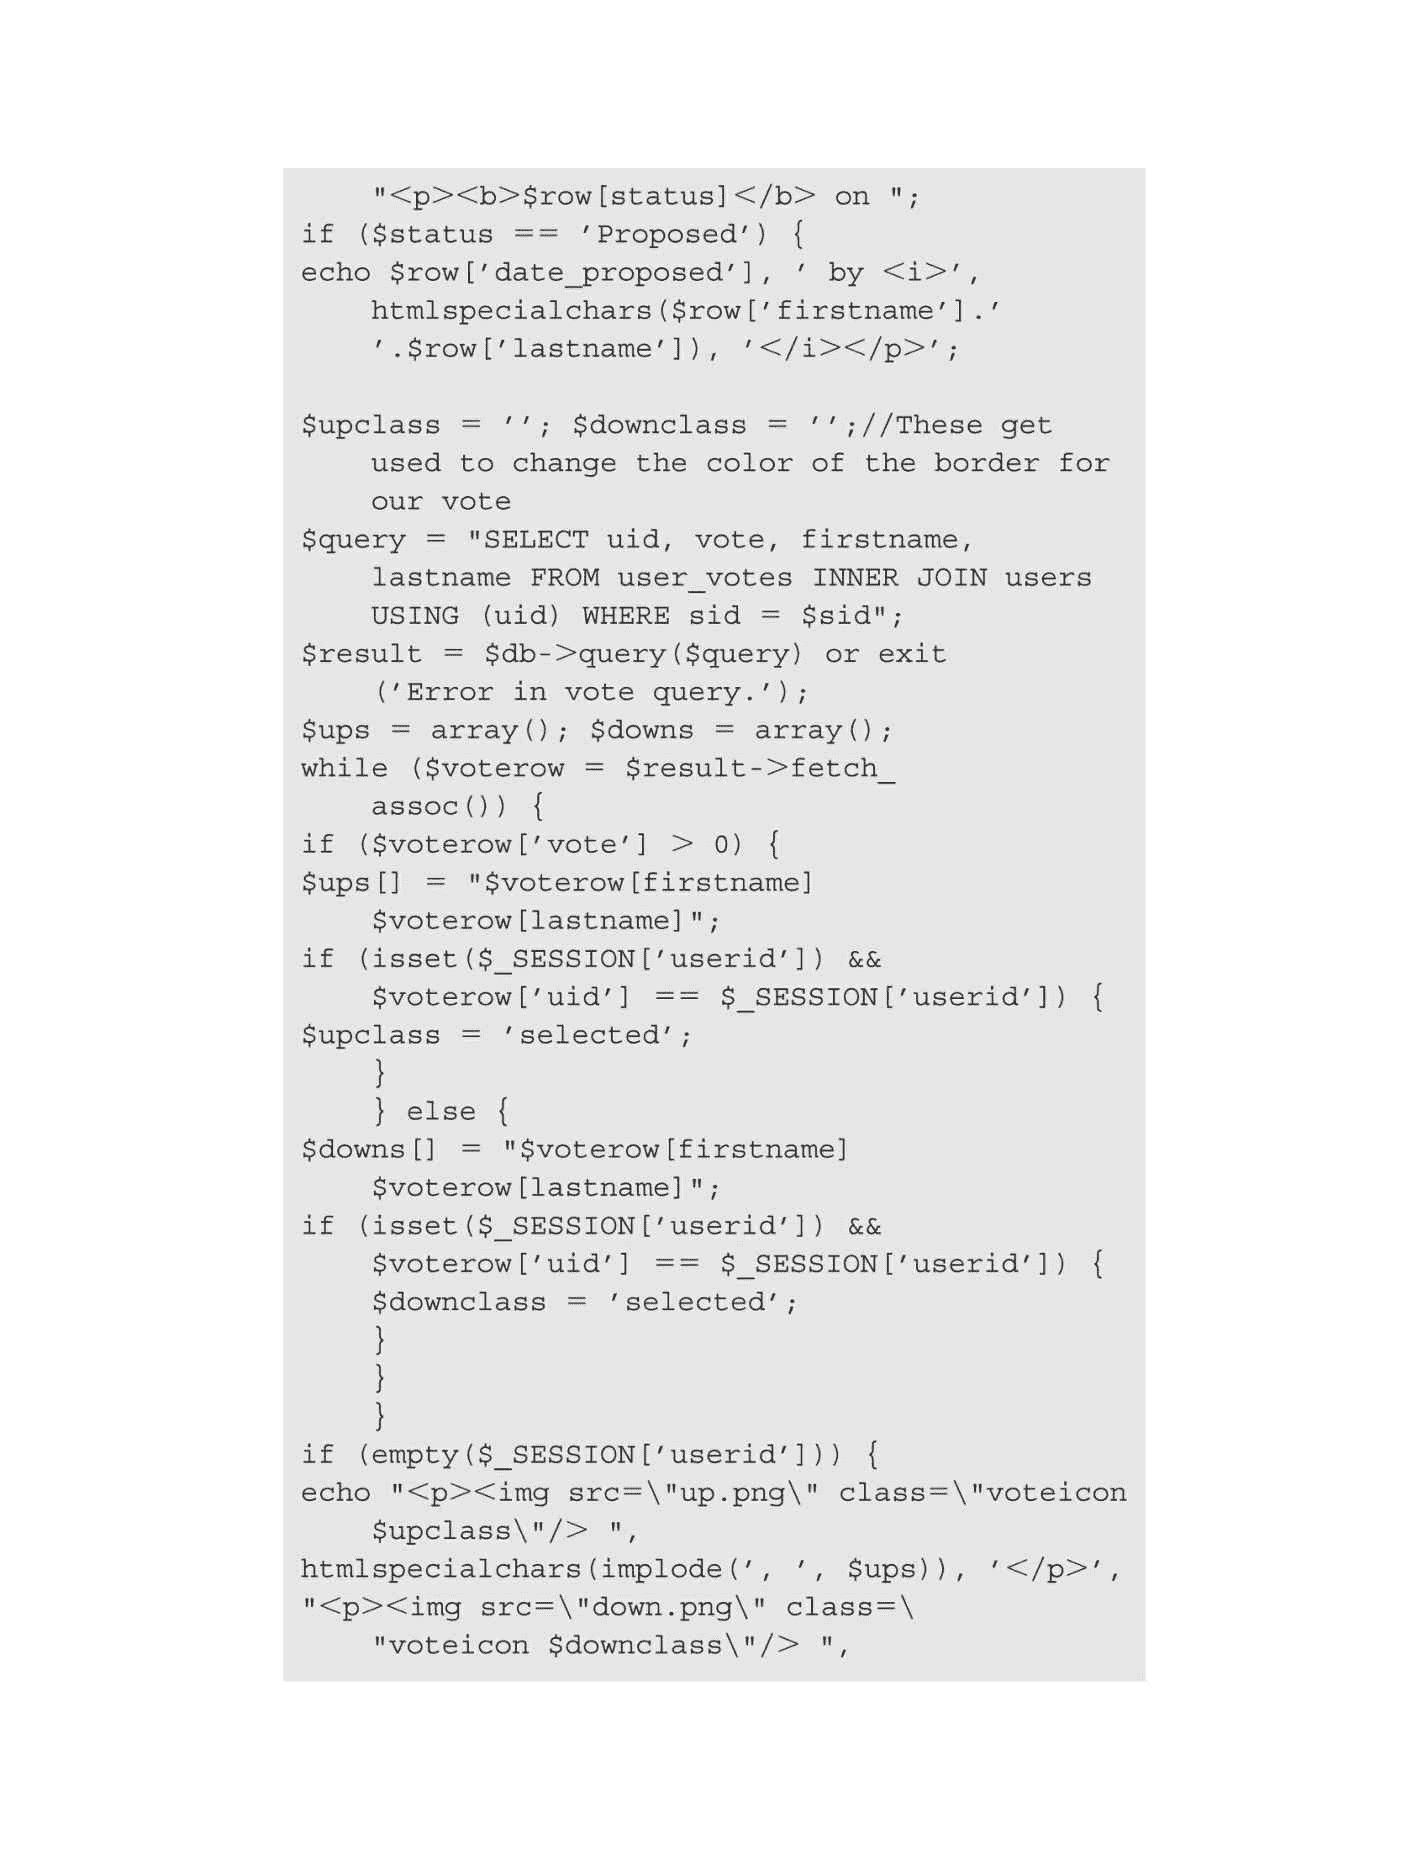 "<p><b>$row[status]</b> on ";
if ($status == 'Proposed') {
echo $row['date_proposed'], ' by <i>',
htmlspecialchars($row['firstname'].'
'.$row['lastname']), '</i></p>';
$upclass = ''; $downclass = '';//These get
used to change the color of the border for
our vote
$query = "SELECT uid, vote, firstname,
lastname FROM user_votes INNER JOIN users
USING (uid) WHERE sid = $sid";
$result = $db->query($query) or exit
('Error in vote query.');
$ups = array(); $downs = array();
while ($voterow = $result->fetch_
assoc()) {
if ($voterow['vote'] > 0) {
$ups[] = "$voterow[firstname]
$voterow[lastname]";
if (isset($_SESSION['userid']) &&
$voterow['uid'] == $_SESSION['userid']) {
$upclass = 'selected';
}
} else {
$downs[] = "$voterow[firstname]
$voterow[lastname]";
if (isset($_SESSION['userid']) &&
$voterow['uid'] == $_SESSION['userid']) {
$downclass = 'selected';
}
}
}
if (empty($_SESSION['userid'])) {
echo "<p><img src=\"up.png\" class=\"voteicon
$upclass\"/> ",
htmlspecialchars(implode(', ', $ups)), '</p>',
"<p><img src=\"down.png\" class=\
"voteicon $downclass\"/> ",